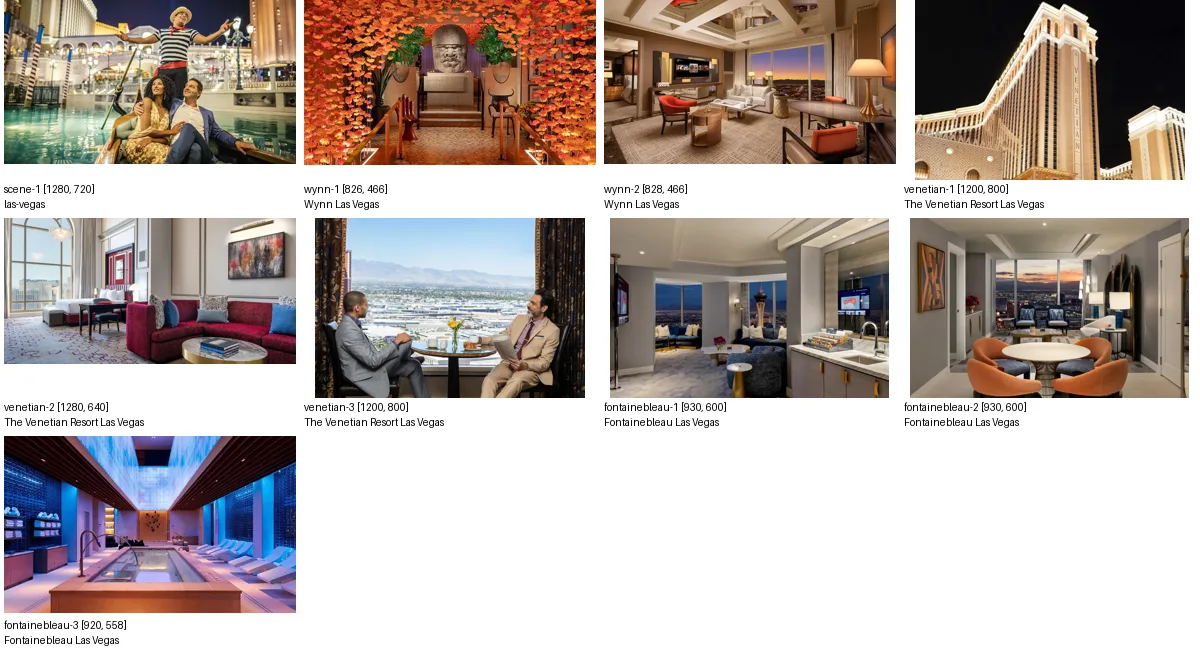 scene-1 [1280, 720]
las-vegas
wynn-1 [826, 466]
Wynn Las Vegas
wynn-2 [828, 466]
Wynn Las Vegas
venetian-1 [1200, 800]
The Venetian Resort Las Vegas
venetian-2 [1280, 640]
The Venetian Resort Las Vegas
venetian-3 [1200, 800]
The Venetian Resort Las Vegas
fontainebleau-1 [930, 600]
Fontainebleau Las Vegas
fontainebleau-2 [930, 600]
Fontainebleau Las Vegas
fontainebleau-3 [920, 558]
Fontainebleau Las Vegas